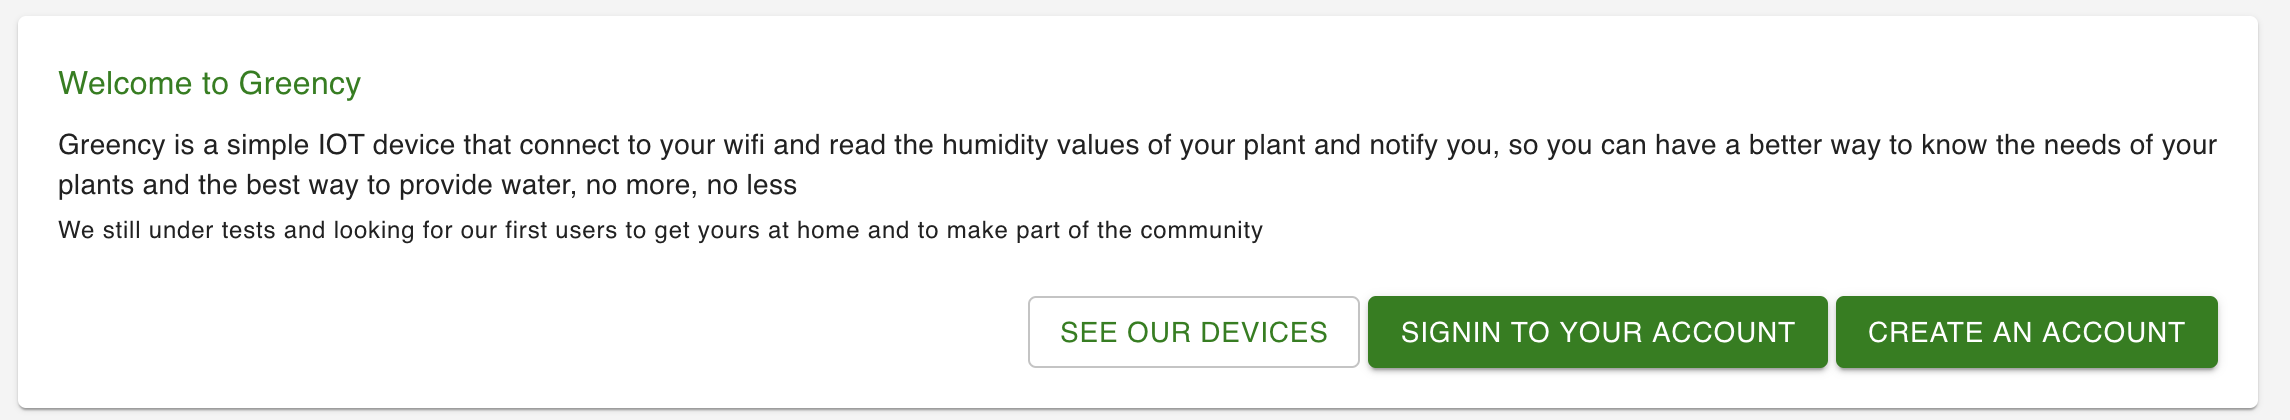 Welcome to Greency
Greency is a simple IOT device that connect to your wifi and read the humidity values of your plant and notify you, so you can have a better way to know the needs of your
plants and the best way to provide water, no more, no less
We still under tests and looking for our first users to get yours at home and to make part of the community
SEE OUR DEVICES
SIGNIN TO YOUR ACCOUNT
CREATE AN ACCOUNT